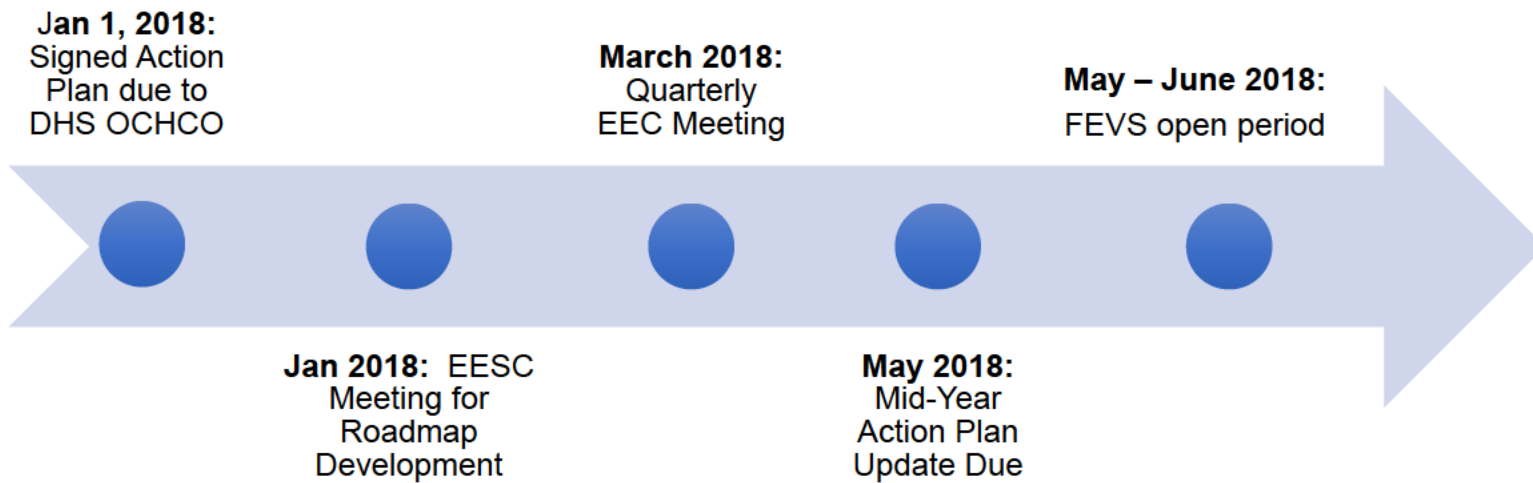 Jan 1, 2018:
Signed Action
Plan due to
DHS OCHCO
Jan 2018:  EESC
Meeting for
Roadmap
Development
March 2018:
Quarterly
EEC Meeting
May 2018:
Mid-Year
Action Plan
Update Due
May – June 2018:
FEVS open period